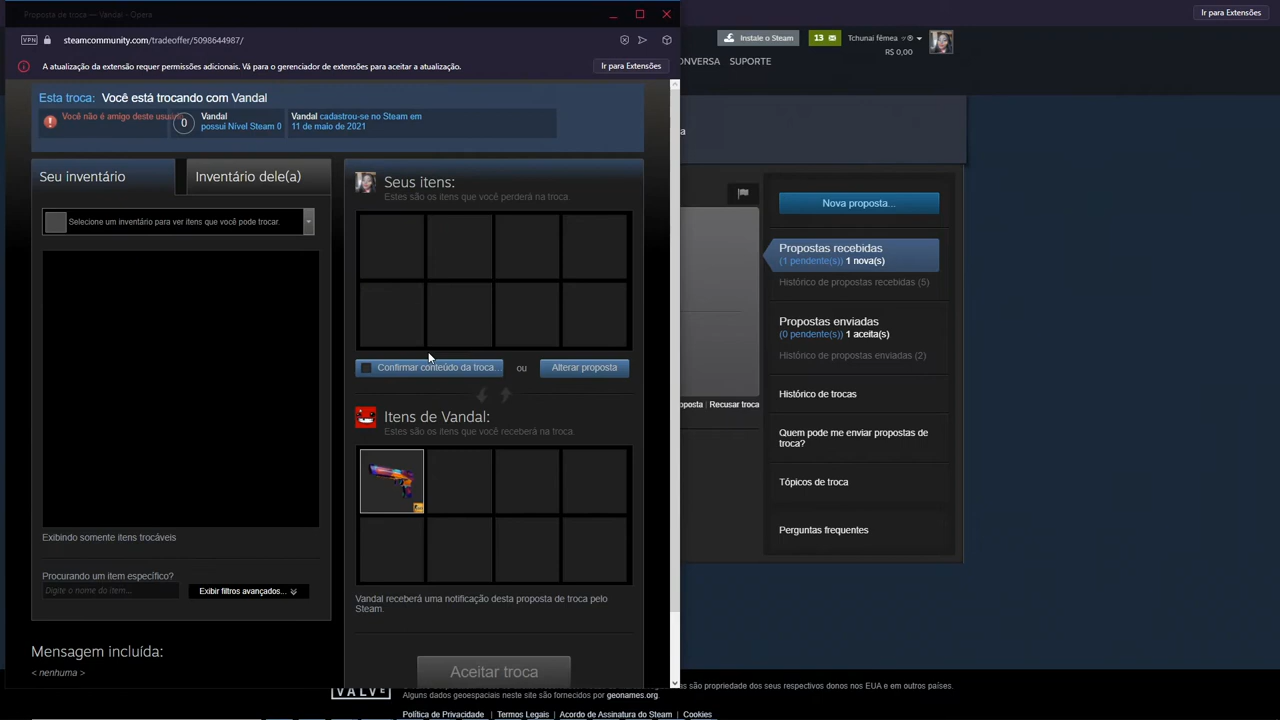 Proposta de troca — Vandal - Opera
Ir para Extensões
VPN
steamcommunity.com/tradeoffer/5098644987/
Instale o Steam
13
Tchunai fêmea
R$ 0,00
A atualização da extensão requer permissões adicionais. Vá para o gerenciador de extensões para aceitar a atualização.
Ir para Extensões
ONVERSA
SUPORTE
Esta troca: Você está trocando com Vandal
Você não é amigo deste usuá
0
Vandal
possui Nível Steam 0
Vandal cadastrou-se no Steam em
11 de maio de 2021
a
Seu inventário
Inventário dele(a)
Seus itens:
Estes são os itens que você perderá na troca.
Selecione um inventário para ver itens que você pode trocar.
Confirmar conteúdo da troca...
ou
Alterar proposta
Itens de Vandal:
Estes são os itens que você receberá na troca.
Exibindo somente itens trocáveis
Procurando um item específico?
Digite o nome do item...
Exibir filtros avançados...
Vandal receberá uma notificação desta proposta de troca pelo
Steam.
Mensagem incluída:
< nenhuma >
Aceitar troca
Nova proposta...
Propostas recebidas
(1 pendente(s)) 1 nova(s)
Histórico de propostas recebidas (5)
Propostas enviadas
(0 pendente(s)) 1 aceita(s)
Histórico de propostas enviadas (2)
Histórico de trocas
oposta | Recusar troca
Quem pode me enviar propostas de
troca?
Tópicos de troca
Perguntas frequentes
VALVE
são propriedade dos seus respectivos donos nos EUA e em outros países.
Alguns dados geoespaciais neste site são fornecidos por geonames.org.
Política de Privacidade | Termos Legais | Acordo de Assinatura do Steam | Cookies